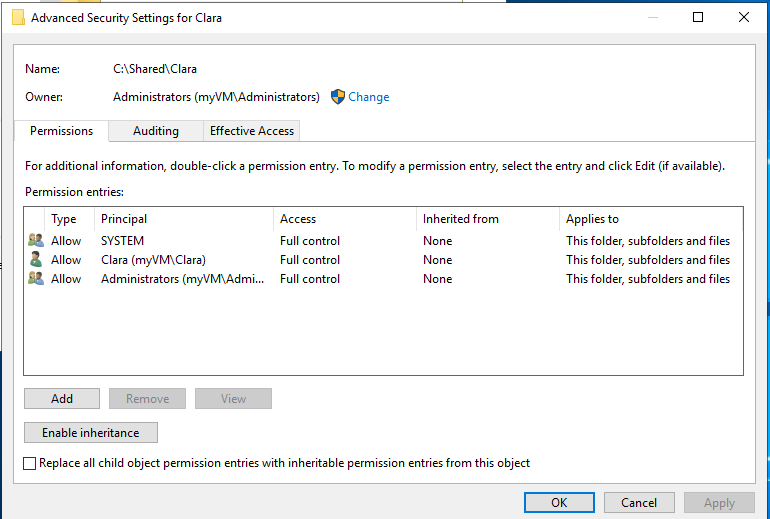 Advanced Security Settings for Clara
Name: C:\Shared\Clara
Owner: Administrators (myVM\Administrators) Change
Permissions Auditing Effective Access
For additional information, double-click a permission entry. To modify a permission entry, select the entry and click Edit (if available).
Permission entries:
Type Principal Access Inherited from Applies to
Allow SYSTEM Full control None This folder, subfolders and files
Allow Clara (myVM\Clara) Full control None This folder, subfolders and files
Allow Administrators (myVM\Admi... Full control None This folder, subfolders and files
Add Remove View
Enable inheritance
Replace all child object permission entries with inheritable permission entries from this object
OK Cancel Apply